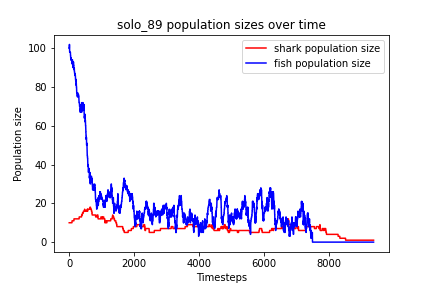 solo_89 population sizes over time
shark population size
fish population size
Population size
100
80
60
40
20
0
0
2000
4000
6000
8000
Timesteps